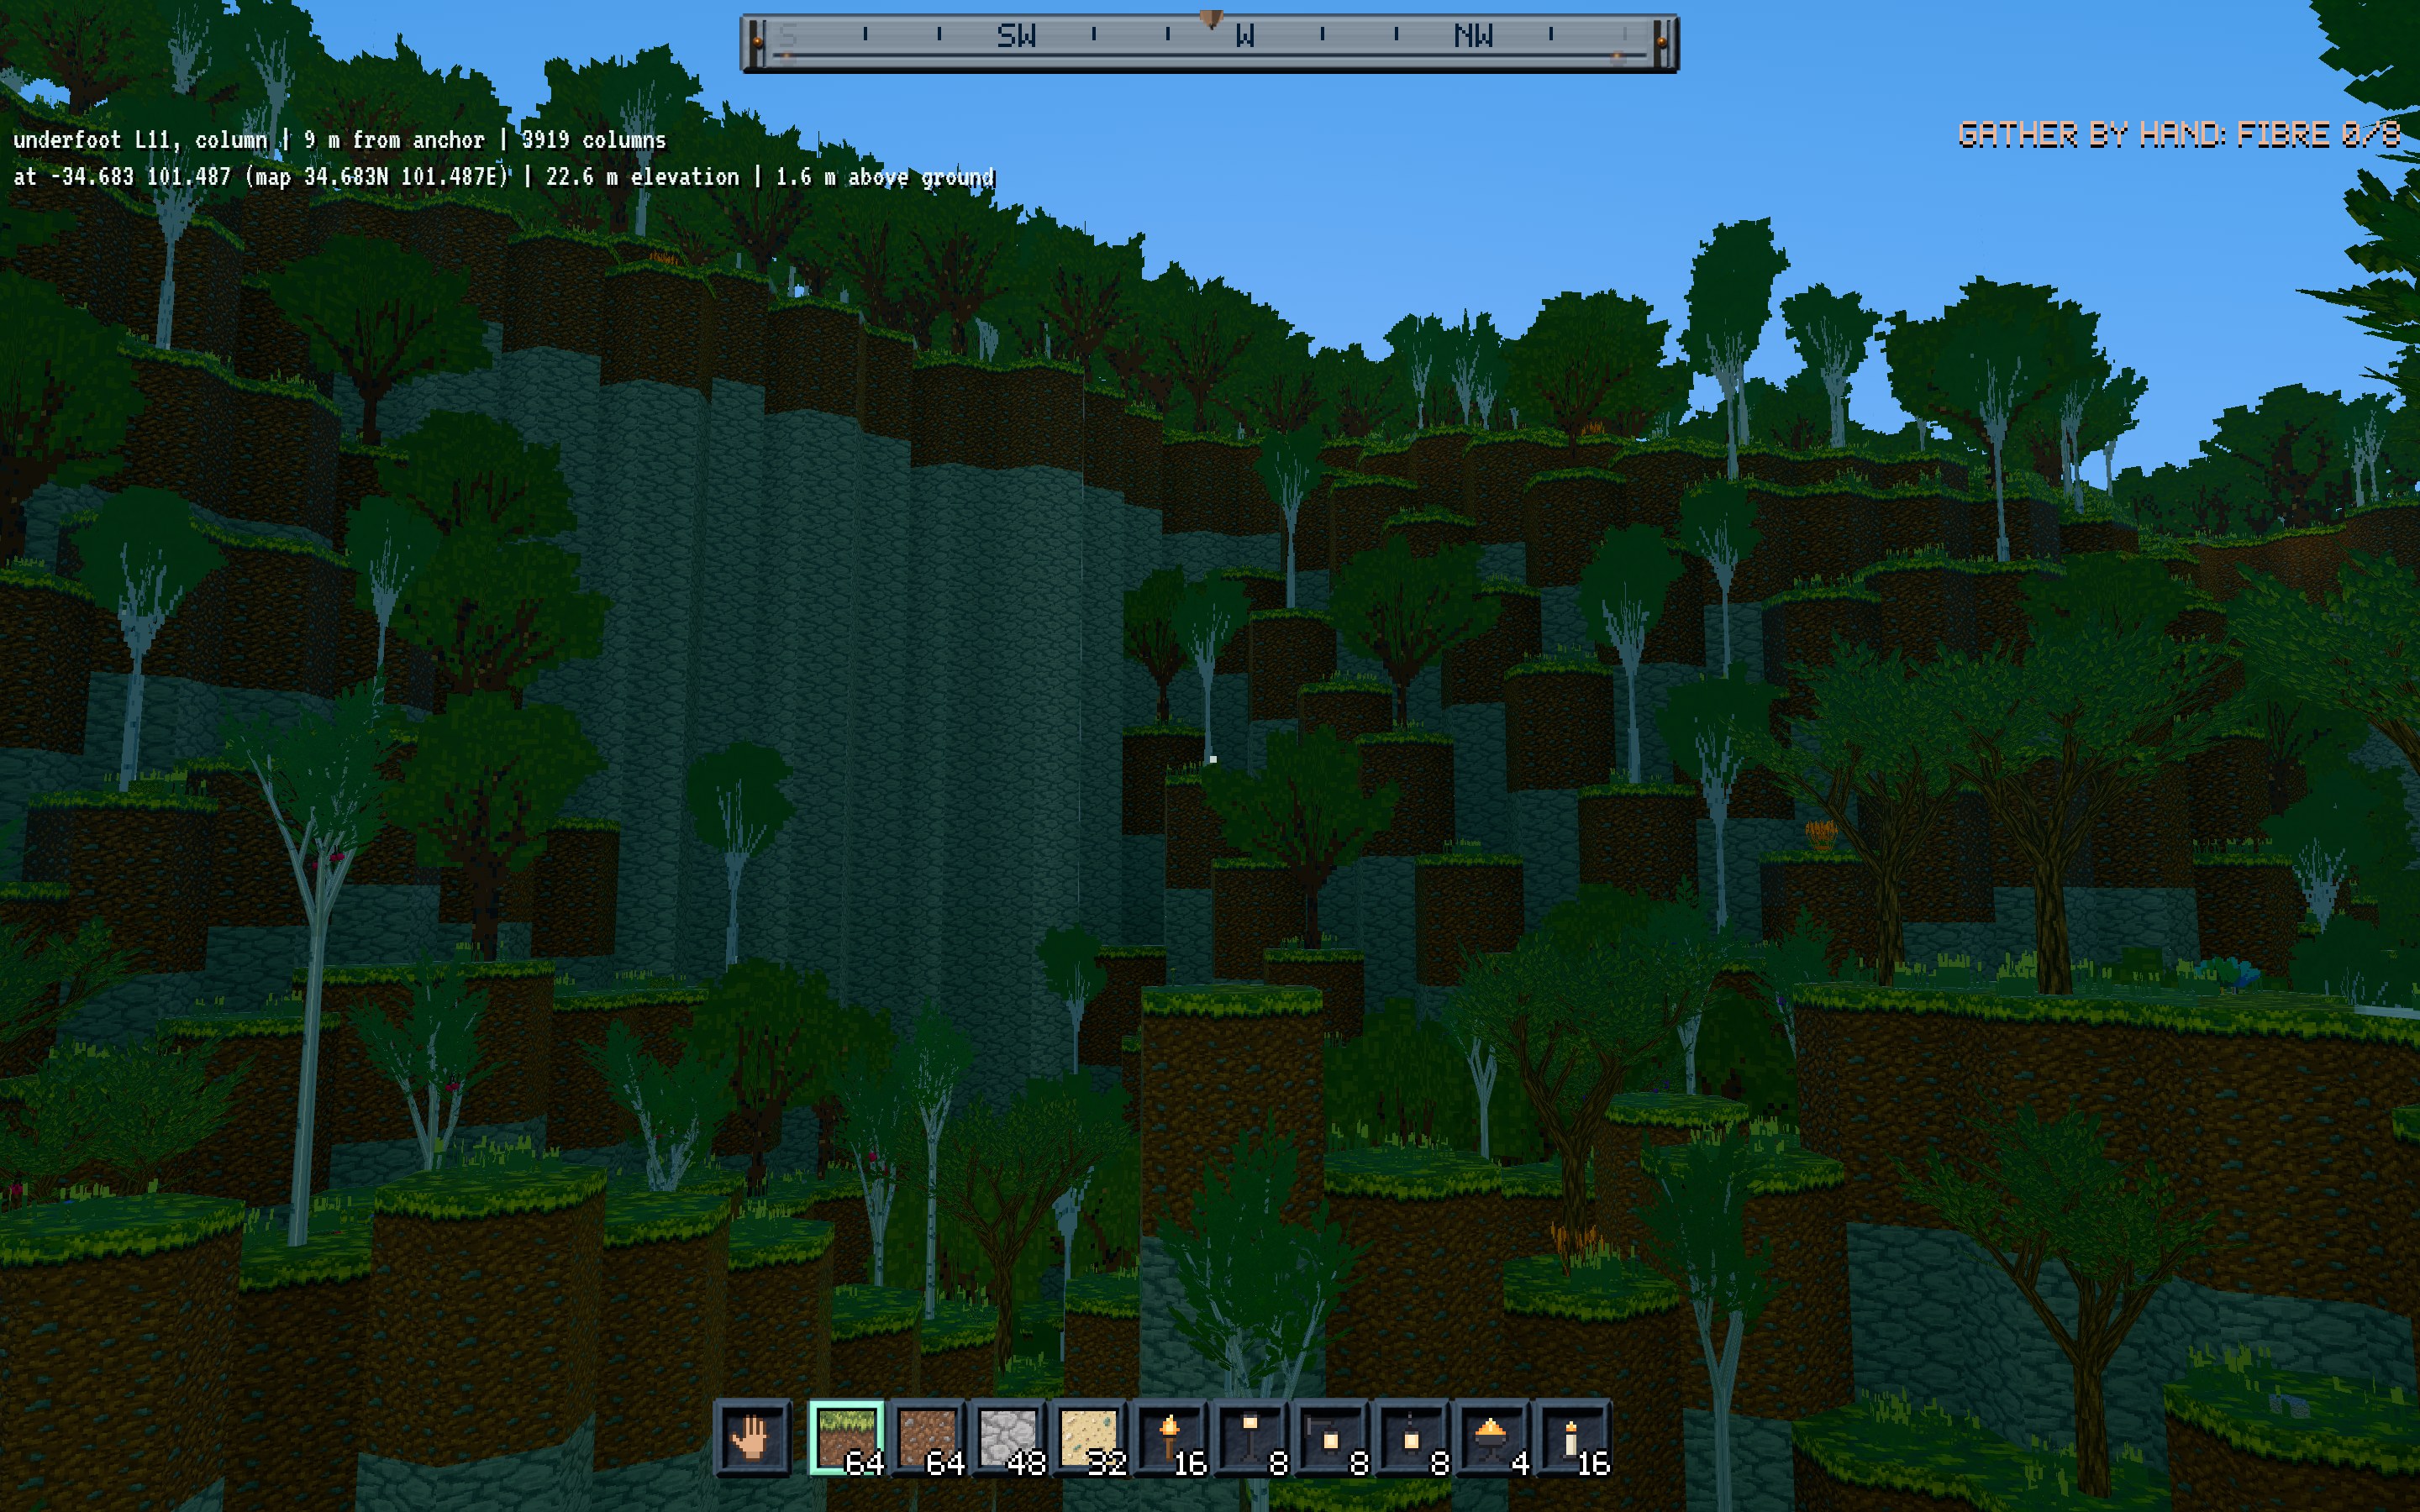 S SW W NW
underfoot L11, column | 9 m from anchor | 3919 columns
GATHER BY HAND: FIBRE 0/8
at -34.683 101.487 (map 34.683N 101.487E) | 22.6 m elevation | 1.6 m above ground
64 64 48 32 16 8 8 8 4 16